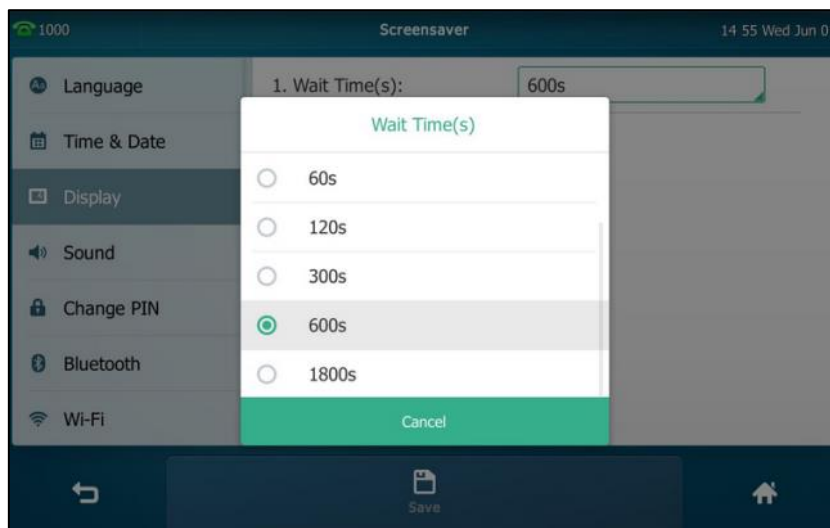 1000
Screensaver
14 55 Wed Jun 0
Language
1. Wait Time(s):
600s
Time & Date
Display
Sound
Change PIN
Bluetooth
Wi-Fi
Wait Time(s)
60s
120s
300s
600s
1800s
Cancel
Save